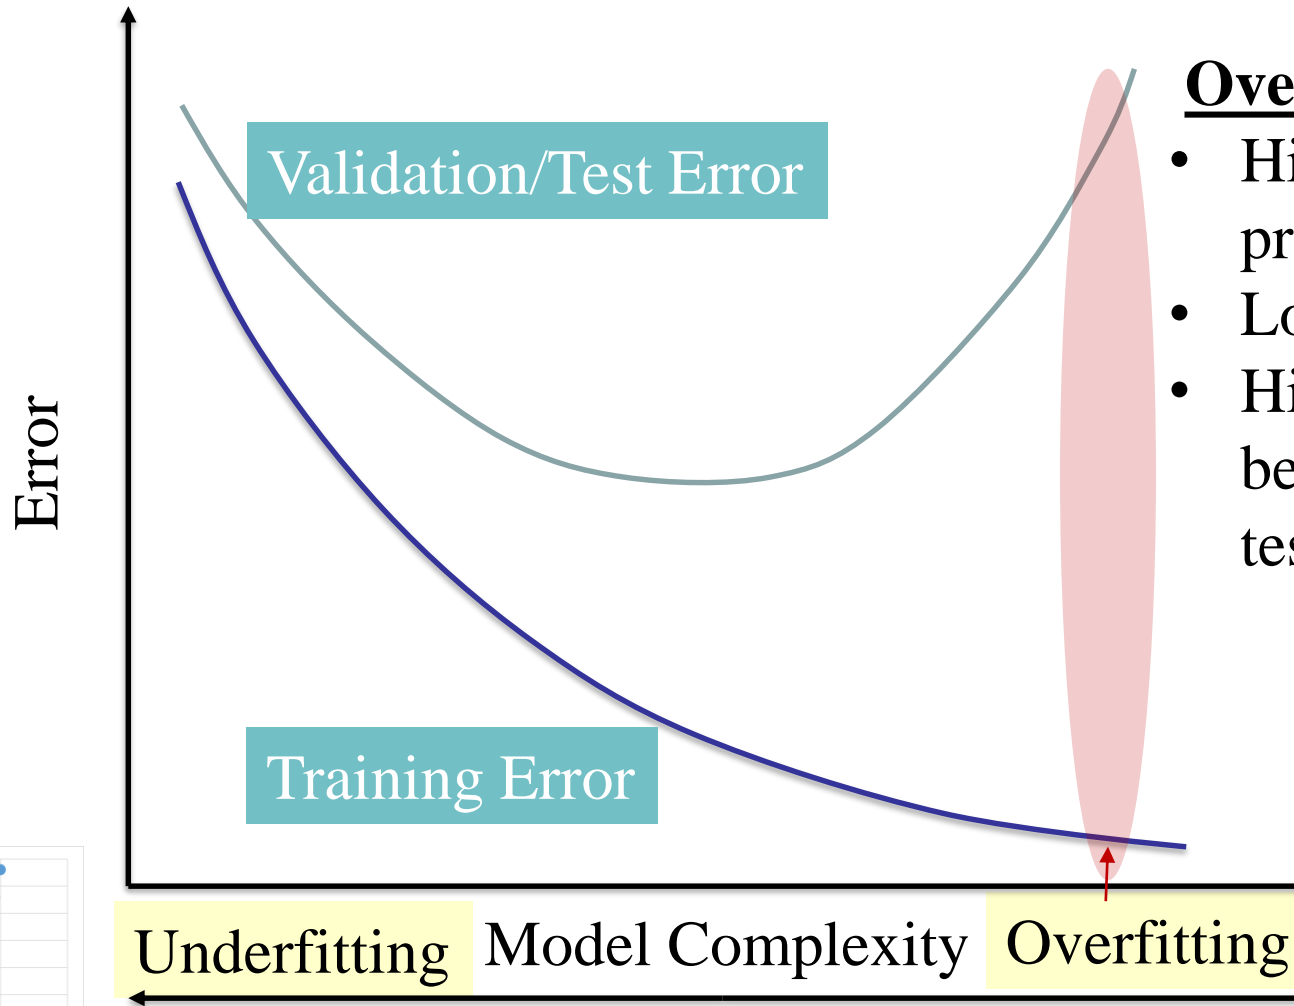 Validation/Test Error
Training Error
Error
Underfitting
Model Complexity
Overfitting